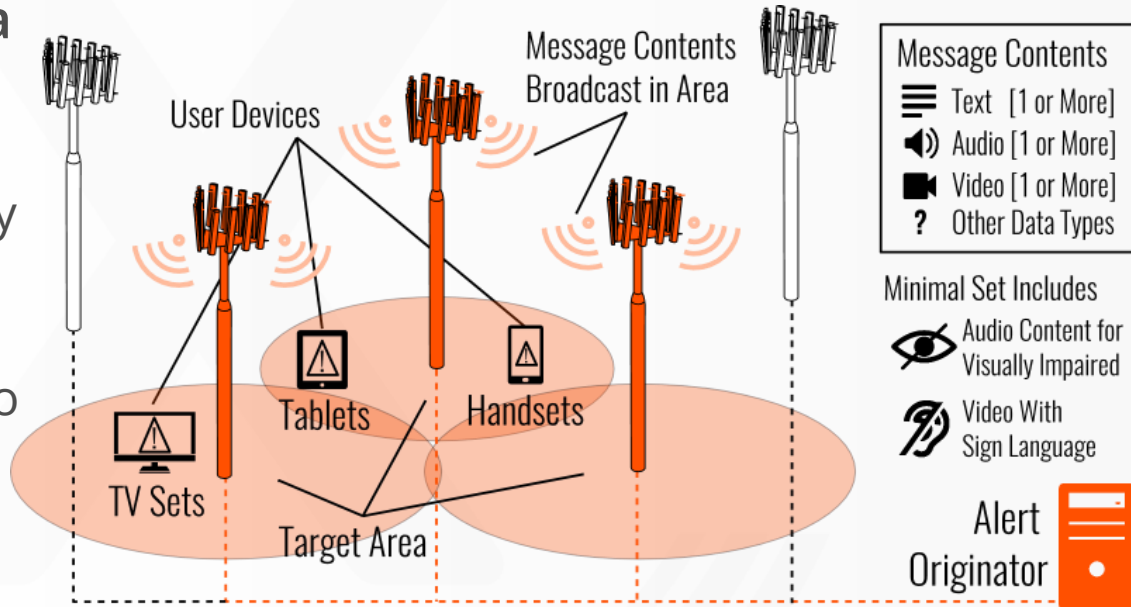 a
y
o
User Devices
Message Contents
Broadcast in Area
Tablets
Handsets
TV Sets
Target Area
Message Contents
Text [1 or More]
Audio [1 or More]
Video [1 or More]
? Other Data Types
Minimal Set Includes
Audio Content for
Visually Impaired
Video With
Sign Language
Alert
Originator